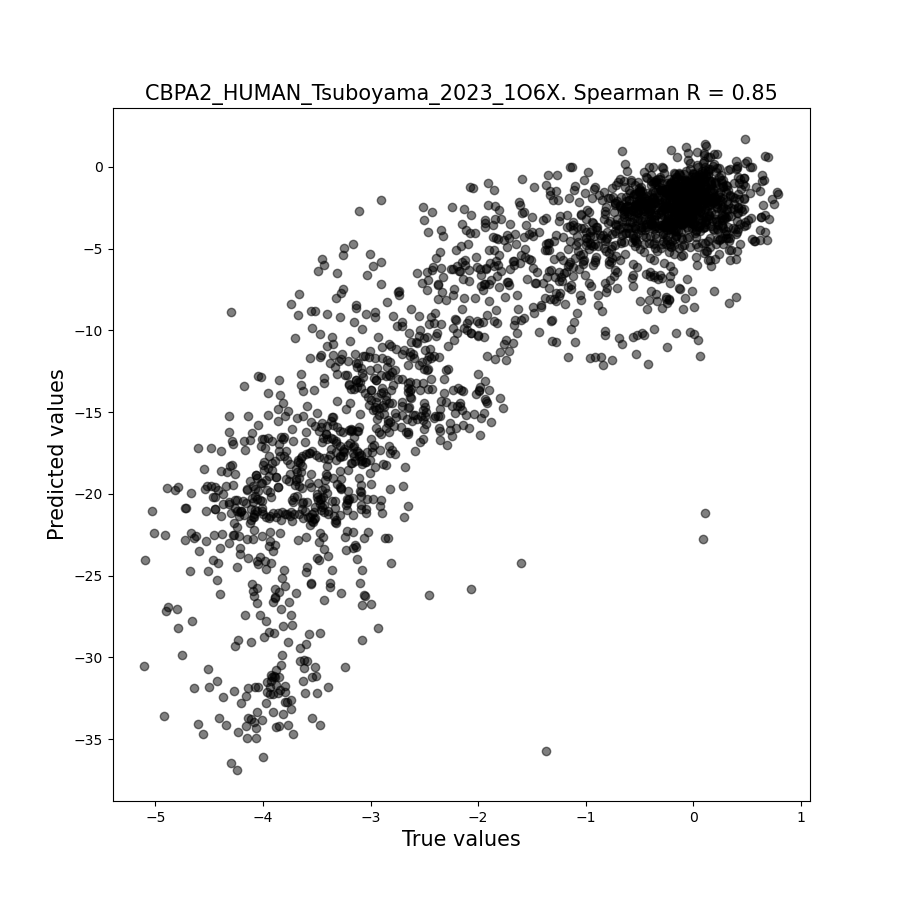 CBPA2_HUMAN_Tsuboyama_2023_1O6X. Spearman R = 0.85
Predicted values
0
−5
−10
−15
−20
−25
−30
−35
−5 −4 −3 −2 −1 0 1
True values